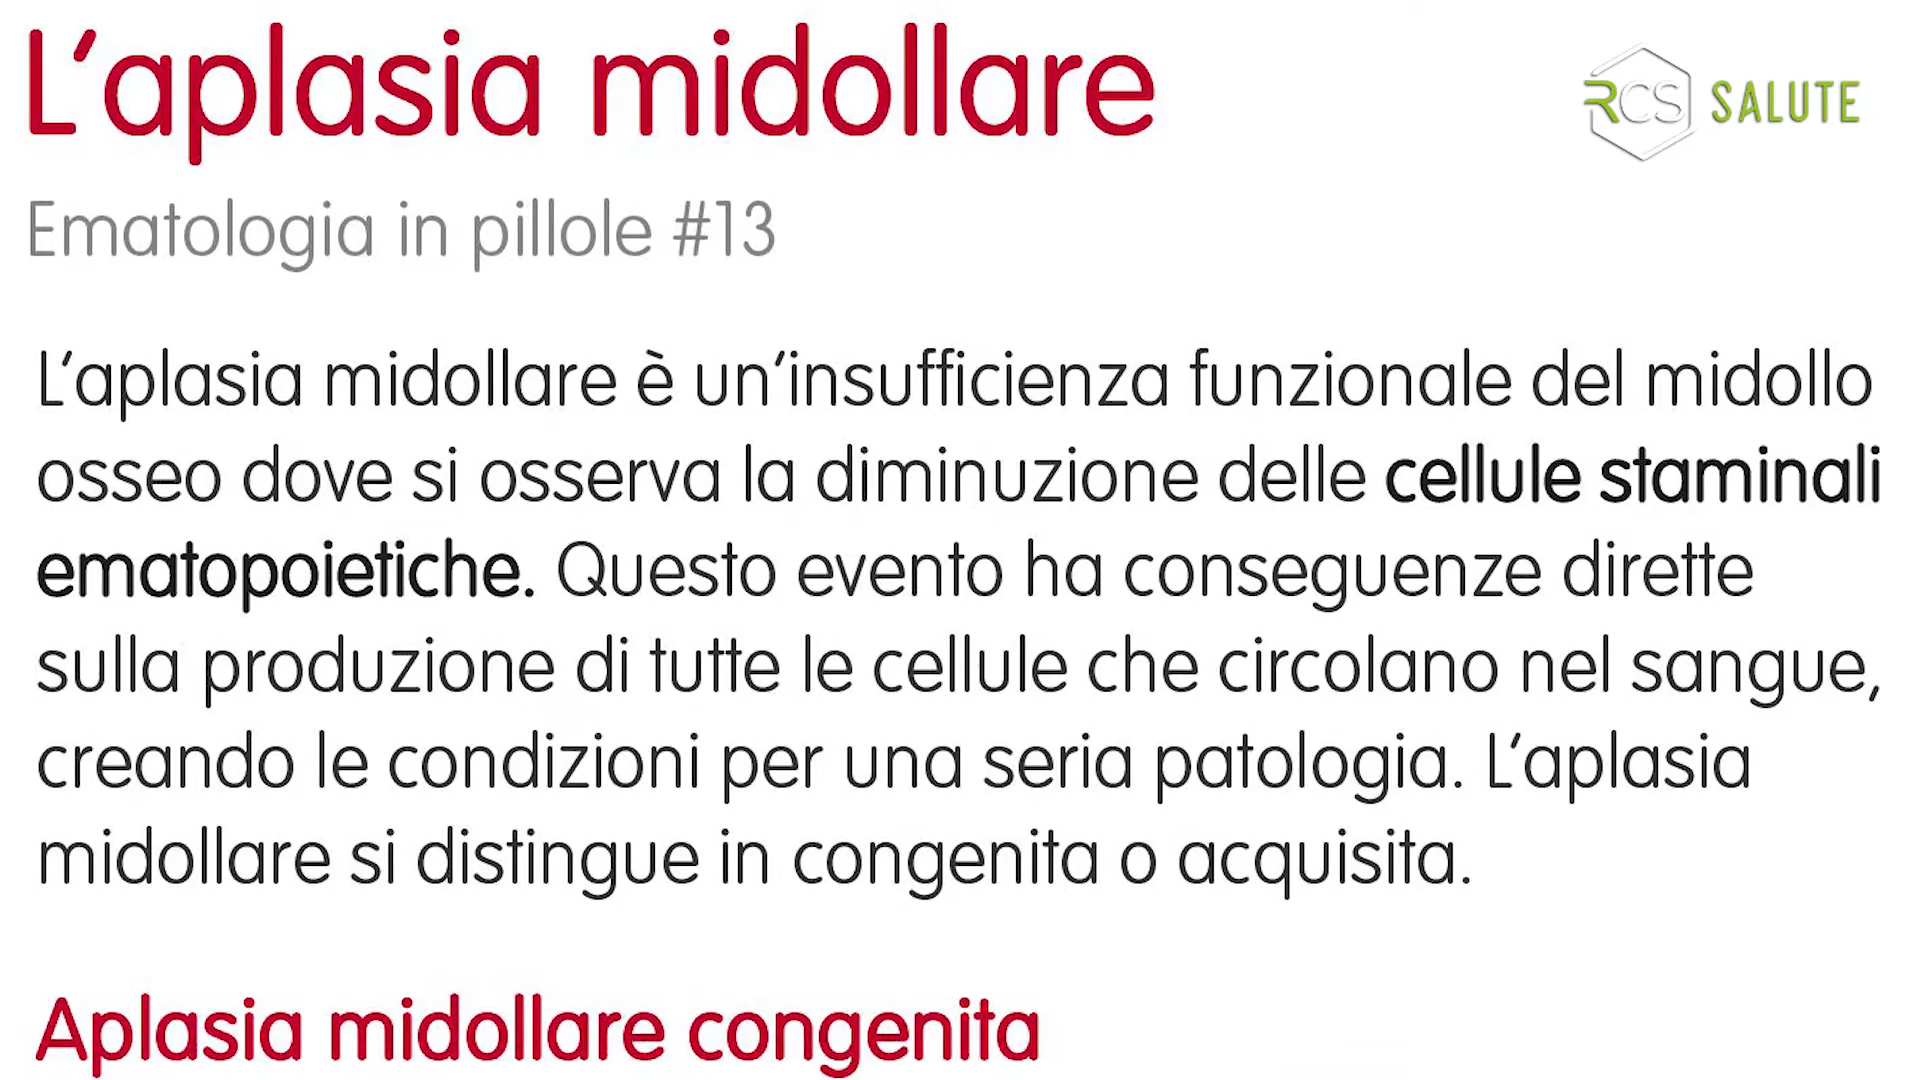 L'aplasia midollare
RCS SALUTE
Ematologia in pillole #13
L'aplasia midollare è un'insufficienza funzionale del midollo
osseo dove si osserva la diminuzione delle cellule staminali
ematopoietiche. Questo evento ha conseguenze dirette
sulla produzione di tutte le cellule che circolano nel sangue,
creando le condizioni per una seria patologia. L'aplasia
midollare si distingue in congenita o acquisita.
Aplasia midollare congenita